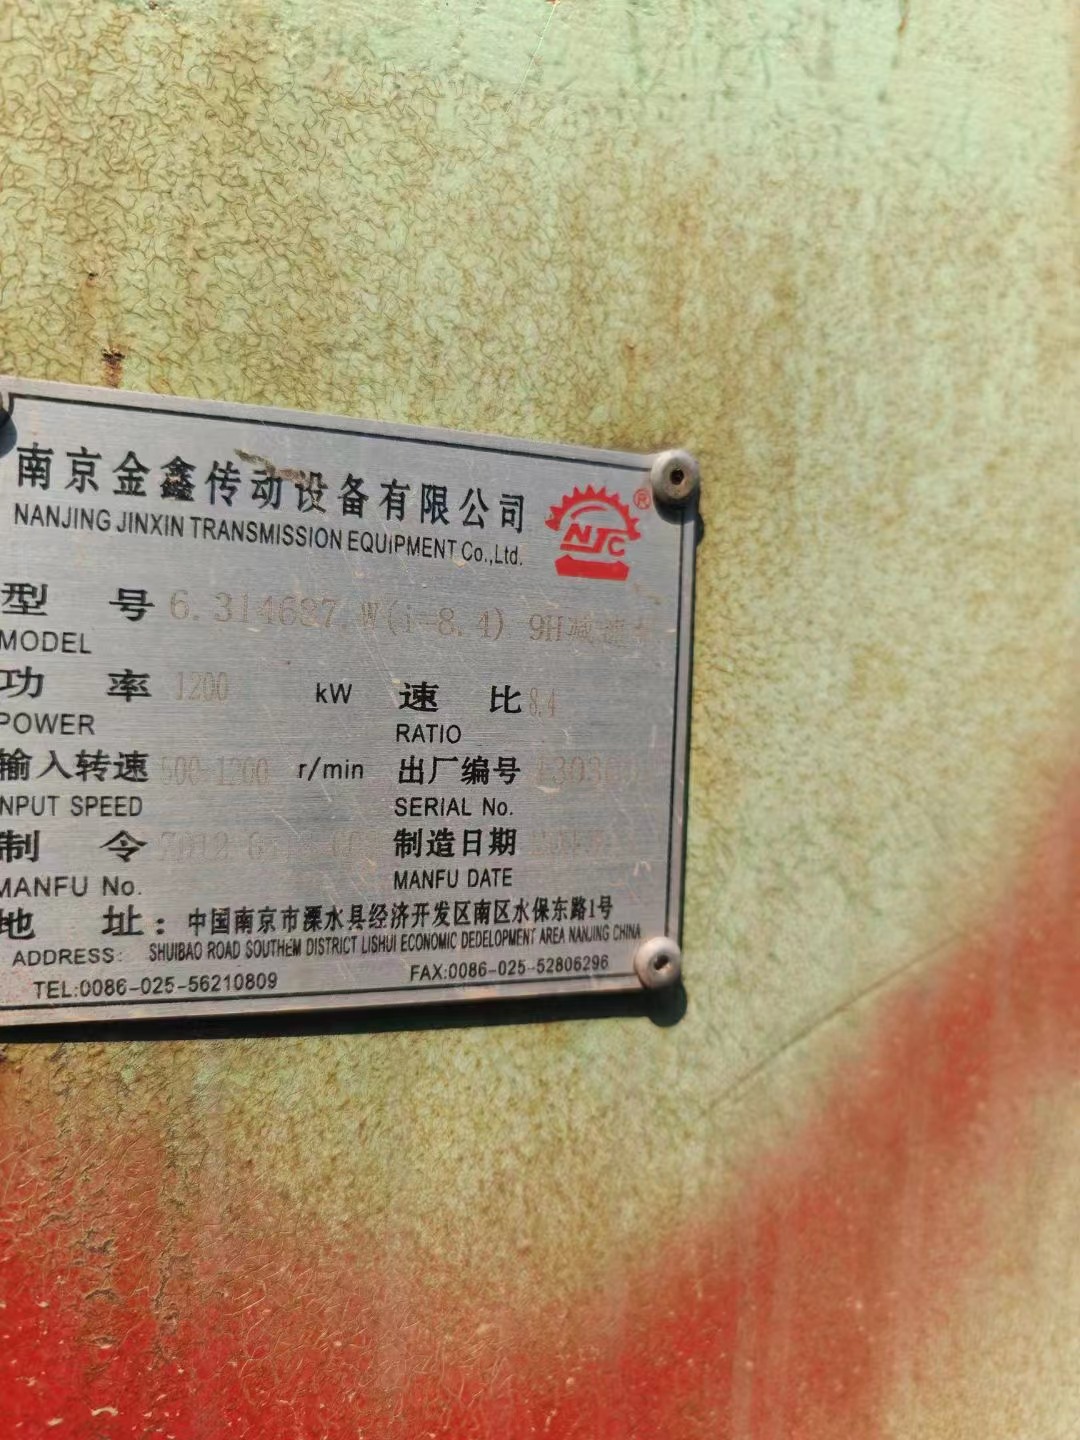 南京金鑫传动设备有限公司
NANJING JINXIN TRANSMISSION EQUIPMENT Co.,Ltd.
NJC ®
型 号 6.314687.W(i-8.4) 9H减速
MODEL
功 率 1200 kW 速 比 8.4
POWER RATIO
输入转速 500-1200 r/min 出厂编号
INPUT SPEED SERIAL No.
制 令 制造日期
MANFU No. MANFU DATE
地 址: 中国南京市溧水县经济开发区南区水保东路1号
ADDRESS: SHUIBAO ROAD SOUTHEM DISTRICT LISHUI ECONOMIC DEDELOPMENT AREA NANJING CHINA
TEL:0086-025-56210809 FAX:0086-025-52806296